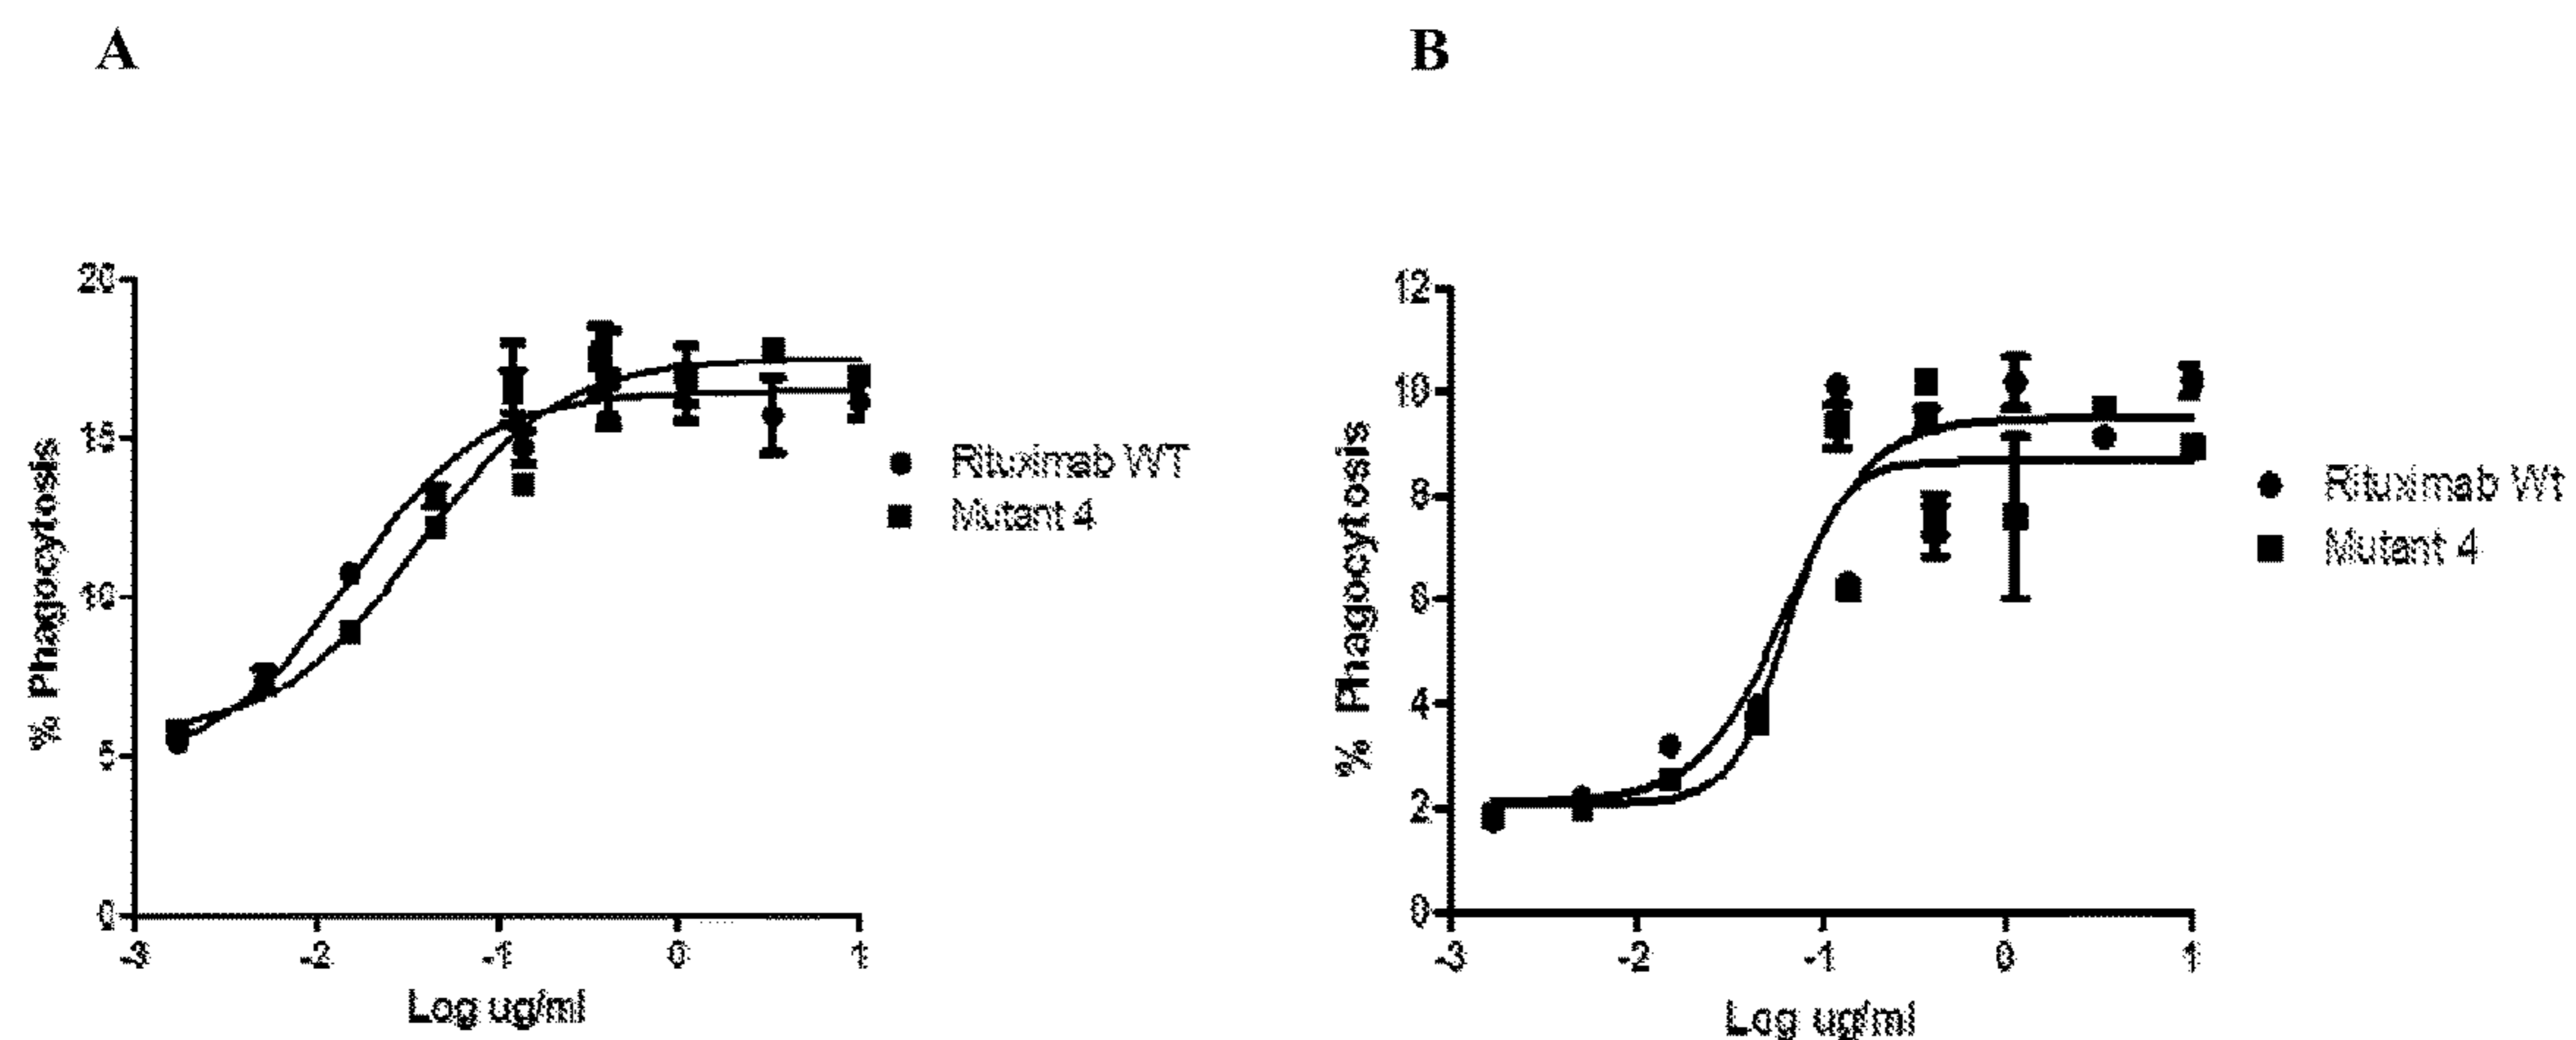 A
B
% Phagocytosis
20
15
10
5
0
-3
-2
-1
0
1
Log ug/ml
Rituximab WT
Mutant 4
% Phagocytosis
12
10
8
6
4
2
0
-3
-2
-1
0
1
Log ug/ml
Rituximab Wt
Mutant 4